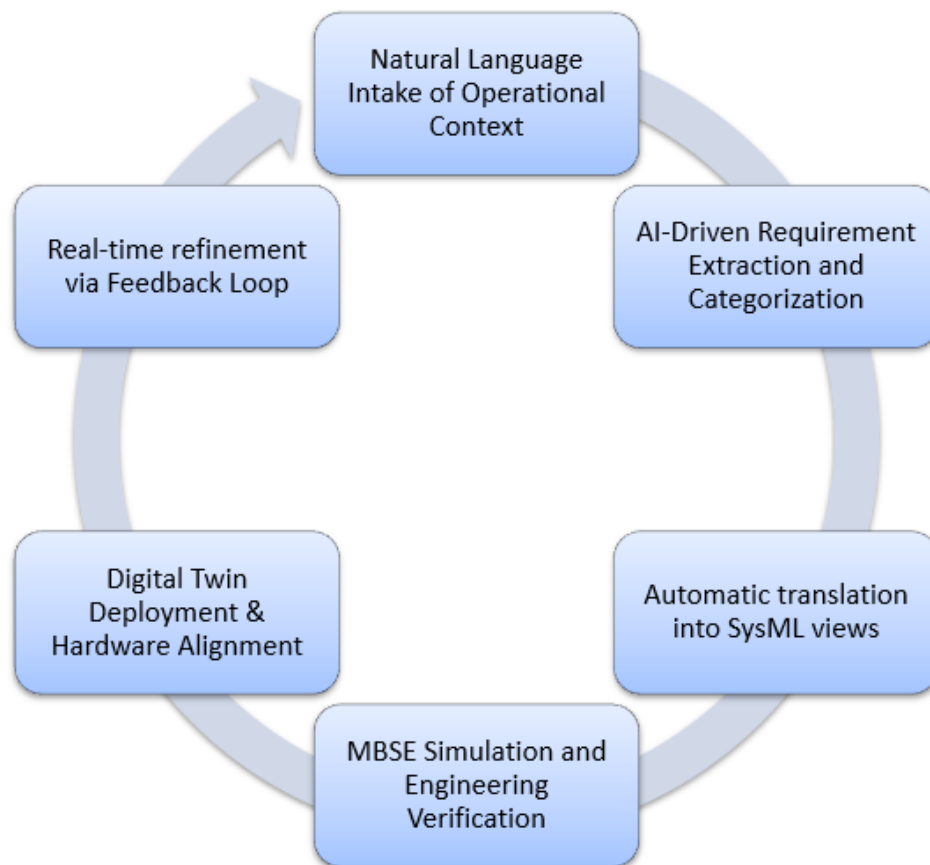 Natural Language
Intake of Operational
Context
AI-Driven Requirement
Extraction and
Categorization
Automatic translation
into SysML views
MBSE Simulation and
Engineering
Verification
Digital Twin
Deployment &
Hardware Alignment
Real-time refinement
via Feedback Loop